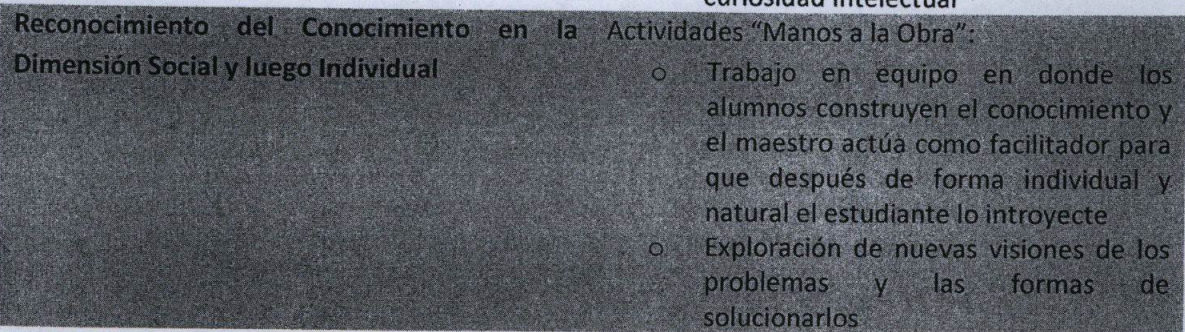 curiosidad intelectual
Reconocimiento del Conocimiento en la
Dimensión Social y luego Individual
Actividades "Manos a la Obra":
o Trabajo en equipo en donde los
alumnos construyen el conocimiento y
el maestro actúa como facilitador para
que después de forma individual y
natural el estudiante lo introyecte
o Exploración de nuevas visiones de los
problemas y las formas de
solucionarlos